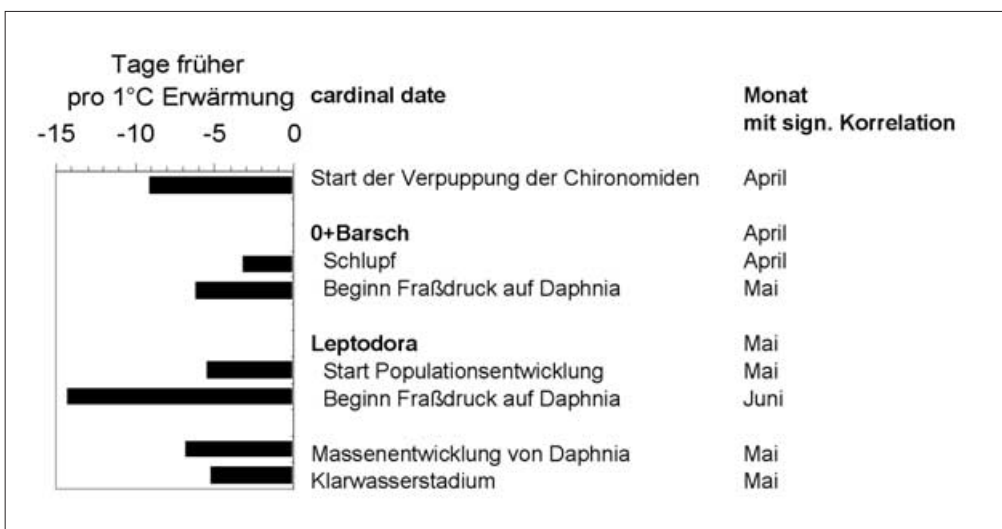 Tage früher
pro 1°C Erwärmung cardinal date Monat
mit sign. Korrelation
-15 -10 -5 0
Start der Verpuppung der Chironomiden April
0+Barsch April
Schlupf April
Beginn Fraßdruck auf Daphnia Mai
Leptodora Mai
Start Populationsentwicklung Mai
Beginn Fraßdruck auf Daphnia Juni
Massenentwicklung von Daphnia Mai
Klarwasserstadium Mai